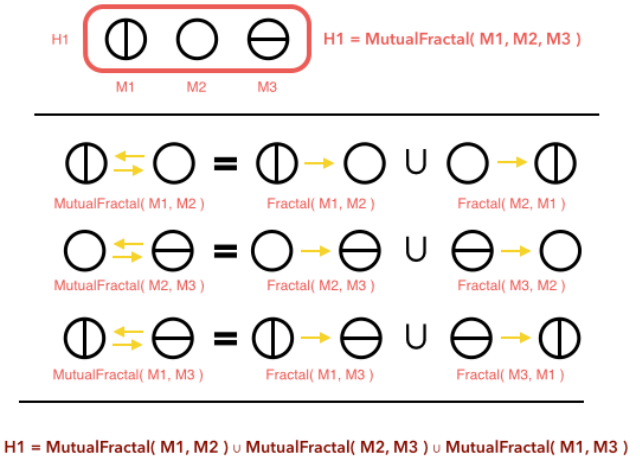 H1
H1 = MutualFractal( M1, M2, M3 )
M1 M2 M3
= ∪
MutualFractal( M1, M2 ) Fractal( M1, M2 ) Fractal( M2, M1 )
= ∪
MutualFractal( M2, M3 ) Fractal( M2, M3 ) Fractal( M3, M2 )
= ∪
MutualFractal( M1, M3 ) Fractal( M1, M3 ) Fractal( M3, M1 )
H1 = MutualFractal( M1, M2 ) ∪ MutualFractal( M2, M3 ) ∪ MutualFractal( M1, M3 )